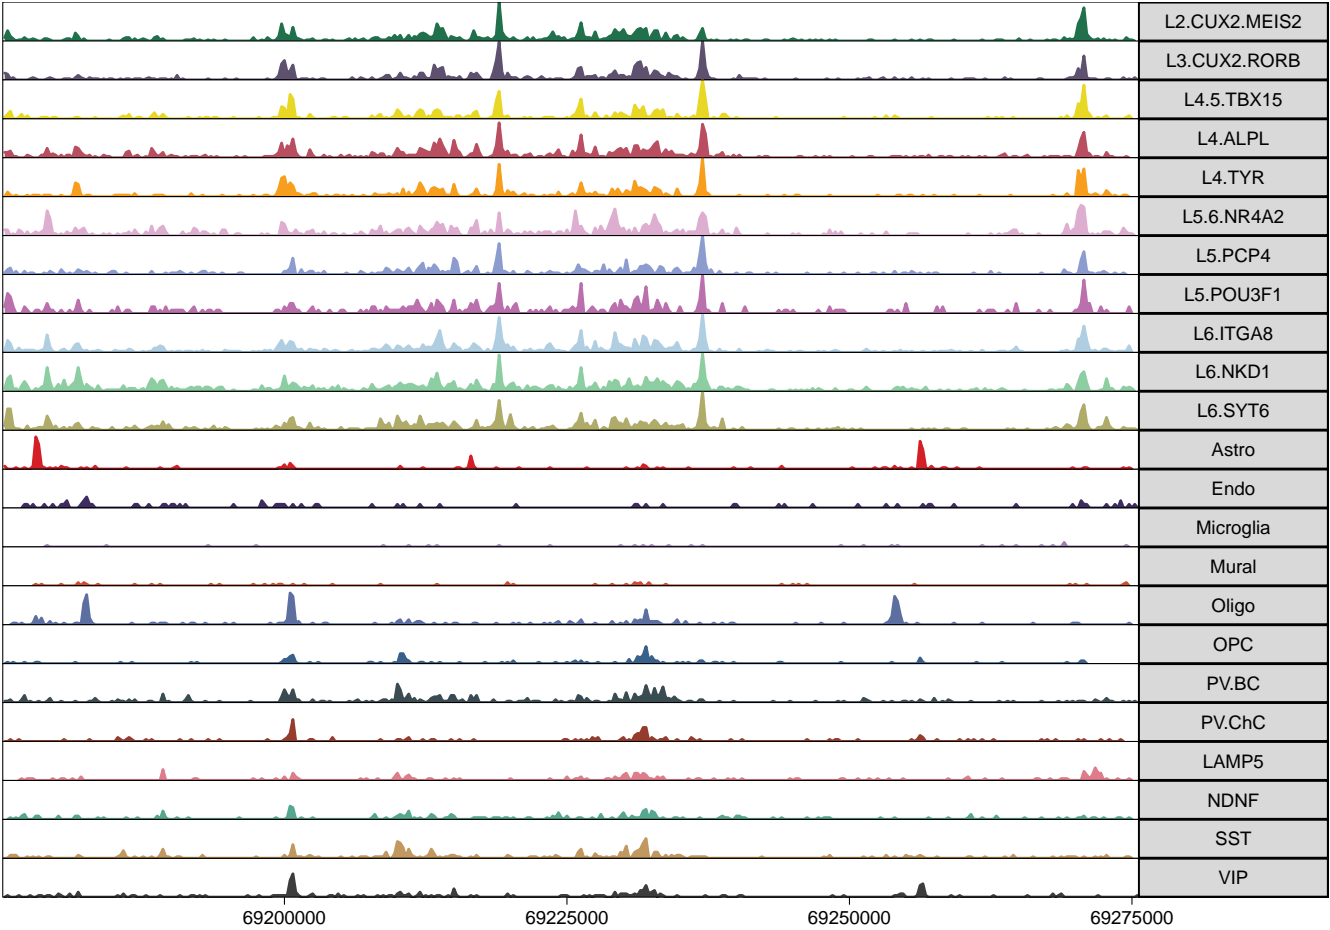 L2.CUX2.MEIS2
L3.CUX2.RORB
L4.5.TBX15
L4.ALPL
L4.TYR
L5.6.NR4A2
L5.PCP4
L5.POU3F1
L6.ITGA8
L6.NKD1
L6.SYT6
Astro
Endo
Microglia
Mural
Oligo
OPC
PV.BC
PV.ChC
LAMP5
NDNF
SST
VIP
69200000 69225000 69250000 69275000